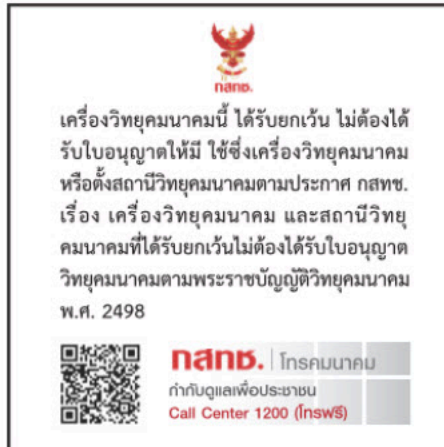 กสทช.
เครื่องวิทยุคมนาคมนี้ ได้รับยกเว้น ไม่ต้องได้
รับใบอนุญาตให้มี ใช้ซึ่งเครื่องวิทยุคมนาคม
หรือตั้งสถานีวิทยุคมนาคมตามประกาศ กสทช.
เรื่อง เครื่องวิทยุคมนาคม และสถานีวิทยุ
คมนาคมที่ได้รับยกเว้นไม่ต้องได้รับใบอนุญาต
วิทยุคมนาคมตามพระราชบัญญัติวิทยุคมนาคม
พ.ศ. 2498
กสทช. | โทรคมนาคม
กำกับดูแลเพื่อประชาชน
Call Center 1200 (โทรฟรี)